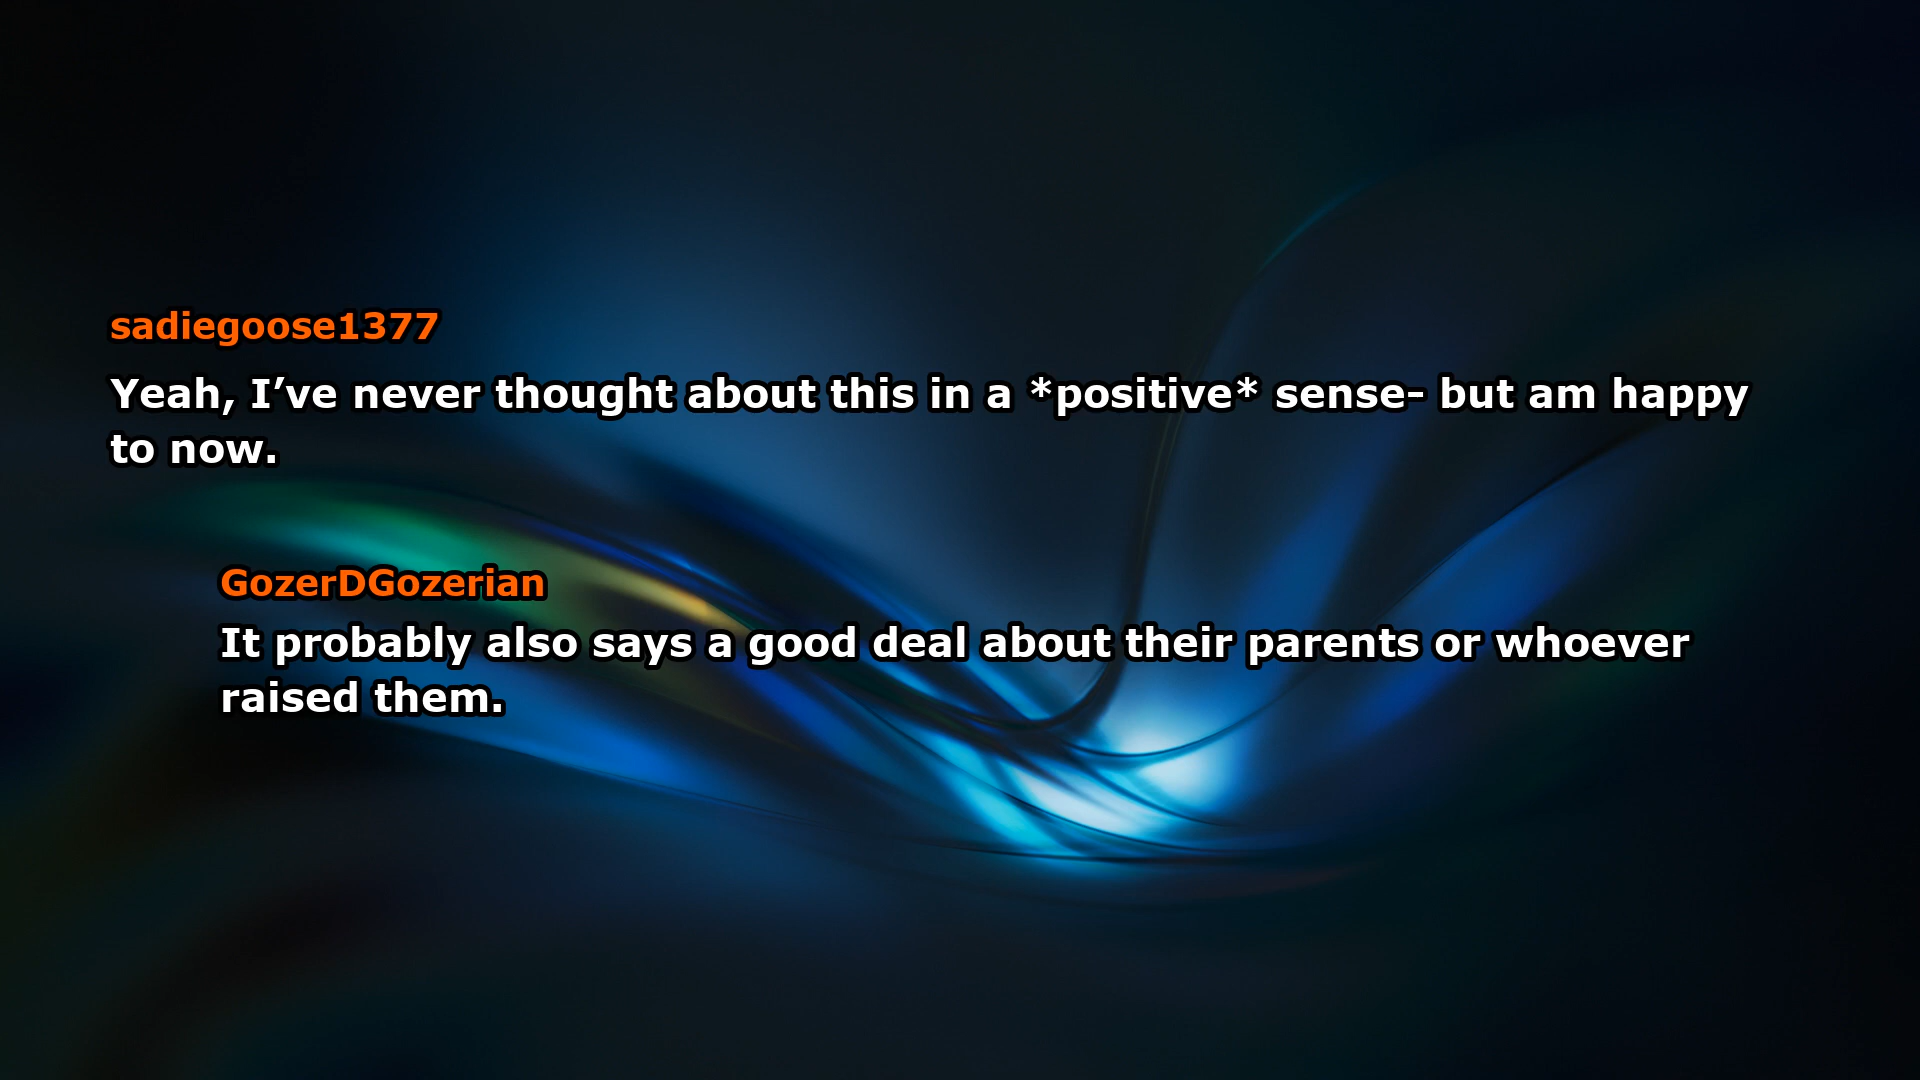 sadiegoose1377
Yeah, I’ve never thought about this in a *positive* sense- but am happy
to now.
GozerDGozerian
It probably also says a good deal about their parents or whoever
raised them.